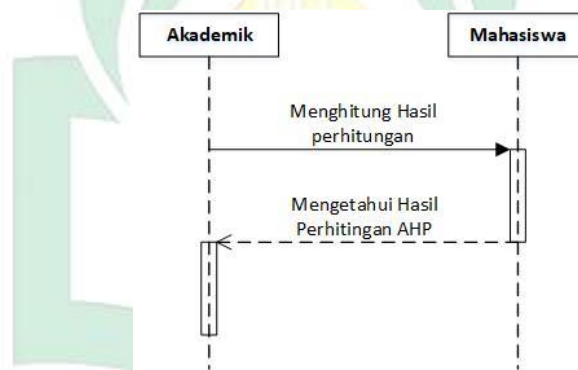 Akademik
Mahasiswa
Menghitung Hasil
perhitungan
Mengetahui Hasil
Perhitingan AHP